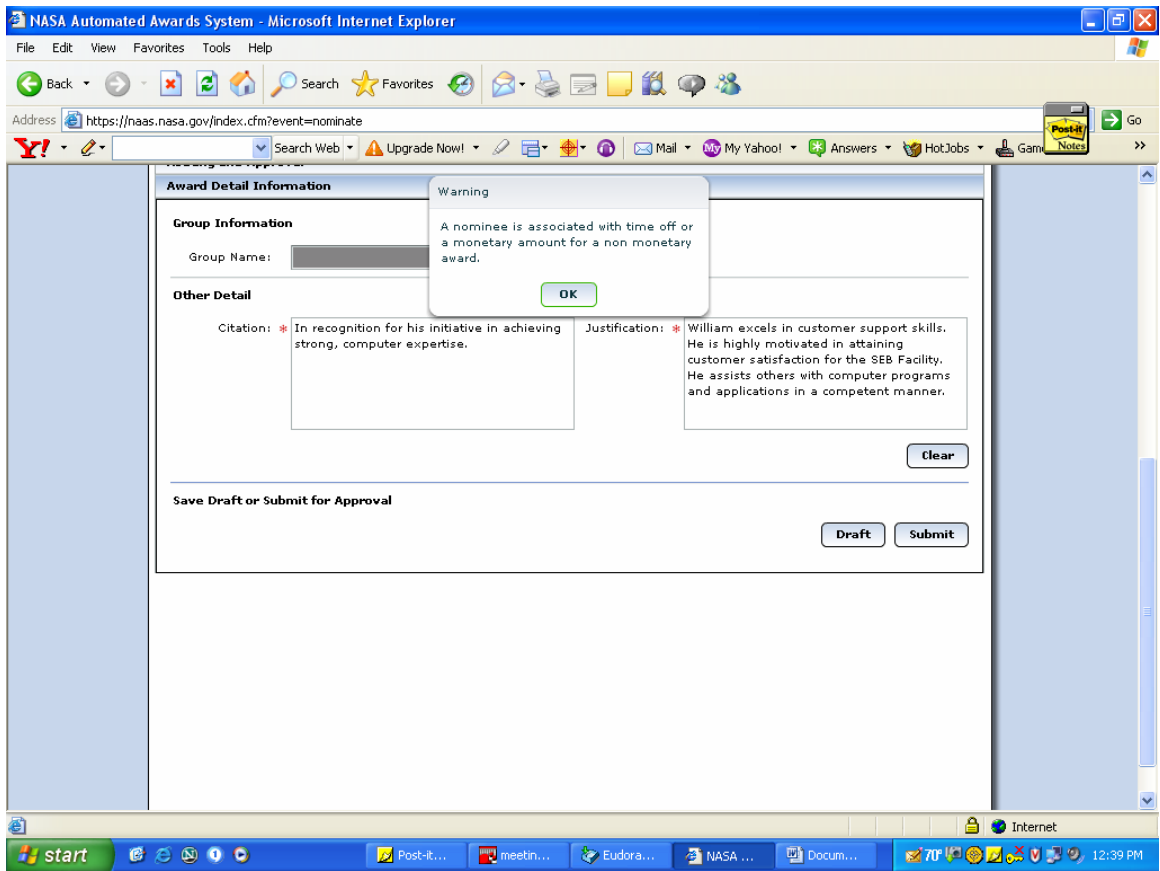 NASA Automated Awards System - Microsoft Internet Explorer
File Edit View Favorites Tools Help
Back Search Favorites
Address https://naas.nasa.gov/index.cfm?event=nominate Go
Post-it
Notes
Y! Search Web Upgrade Now! Mail My Yahoo! Answers HotJobs Gam »
Award Detail Information
Warning
A nominee is associated with time off or
a monetary amount for a non monetary
award.
OK
Group Information
Group Name:
Other Detail
Citation: * In recognition for his initiative in achieving
strong, computer expertise.
Justification: * William excels in customer support skills.
He is highly motivated in attaining
customer satisfaction for the SEB Facility.
He assists others with computer programs
and applications in a competent manner.
Clear
Save Draft or Submit for Approval
Draft Submit
Internet
start Post-it... meetin... Eudora... NASA ... Docum... 70° 12:39 PM